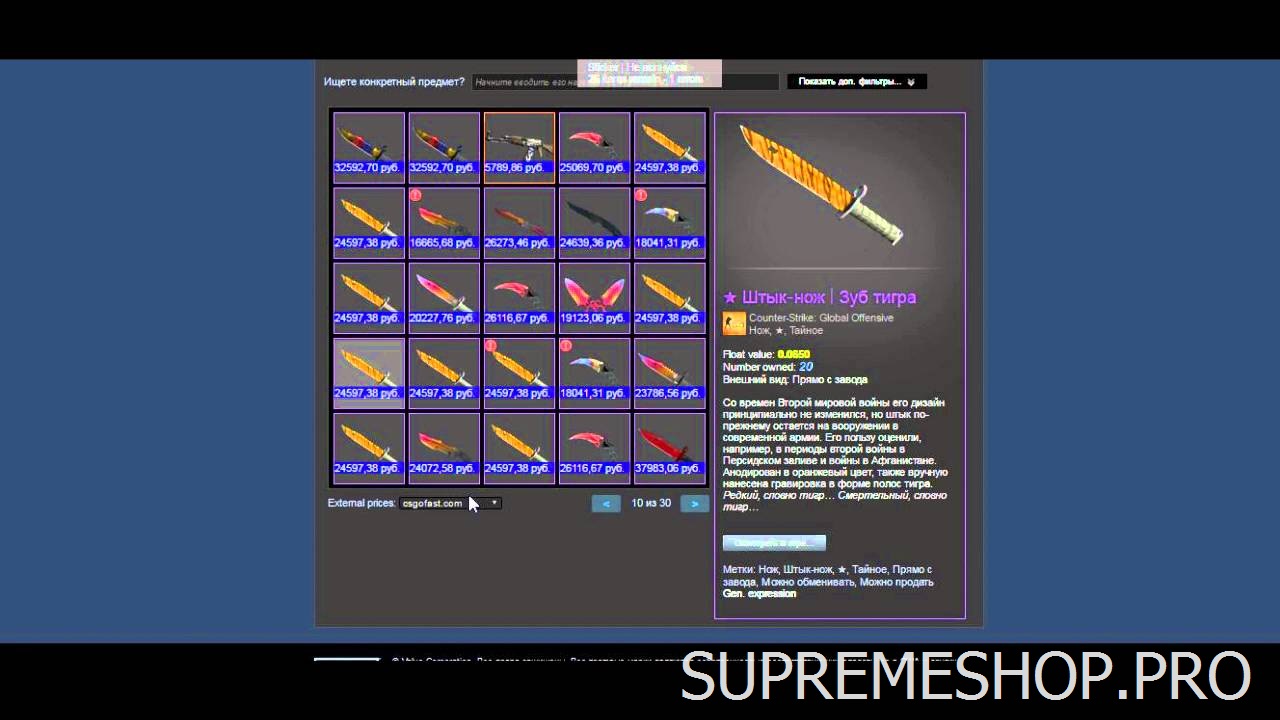 Ищете конкретный предмет?
Начните вводить его на
Показать доп. фильтры...
32592,70 руб. 32592,70 руб. 5789,86 руб. 25069,70 руб. 24597,38 руб.
24597,38 руб. 16665,68 руб. 26273,46 руб. 24639,36 руб. 18041,31 руб.
24597,38 руб. 20227,76 руб. 26116,67 руб. 19123,06 руб. 24597,38 руб.
24597,38 руб. 24597,38 руб. 24597,38 руб. 18041,31 руб. 23786,56 руб.
24597,38 руб. 24072,58 руб. 24597,38 руб. 26116,67 руб. 37983,06 руб.
External prices: csgofast.com
< 10 из 30 >
★ Штык-нож | Зуб тигра
Counter-Strike: Global Offensive
Нож, ★, Тайное
Float value: 0.0650
Number owned: 20
Внешний вид: Прямо с завода
Со времен Второй мировой войны его дизайн
принципиально не изменился, но штык по-
прежнему остается на вооружении в
современной армии. Его пользу оценили,
например, в периоды второй войны в
Персидском заливе и войны в Афганистане.
Анодирован в оранжевый цвет, также вручную
нанесена гравировка в форме полос тигра.
Редкий, словно тигр… Смертельный, словно
тигр…
Метки: Нож, Штык-нож, ★, Тайное, Прямо с
завода, Можно обменивать, Можно продать
Gen. expression
SUPREMESHOP.PRO